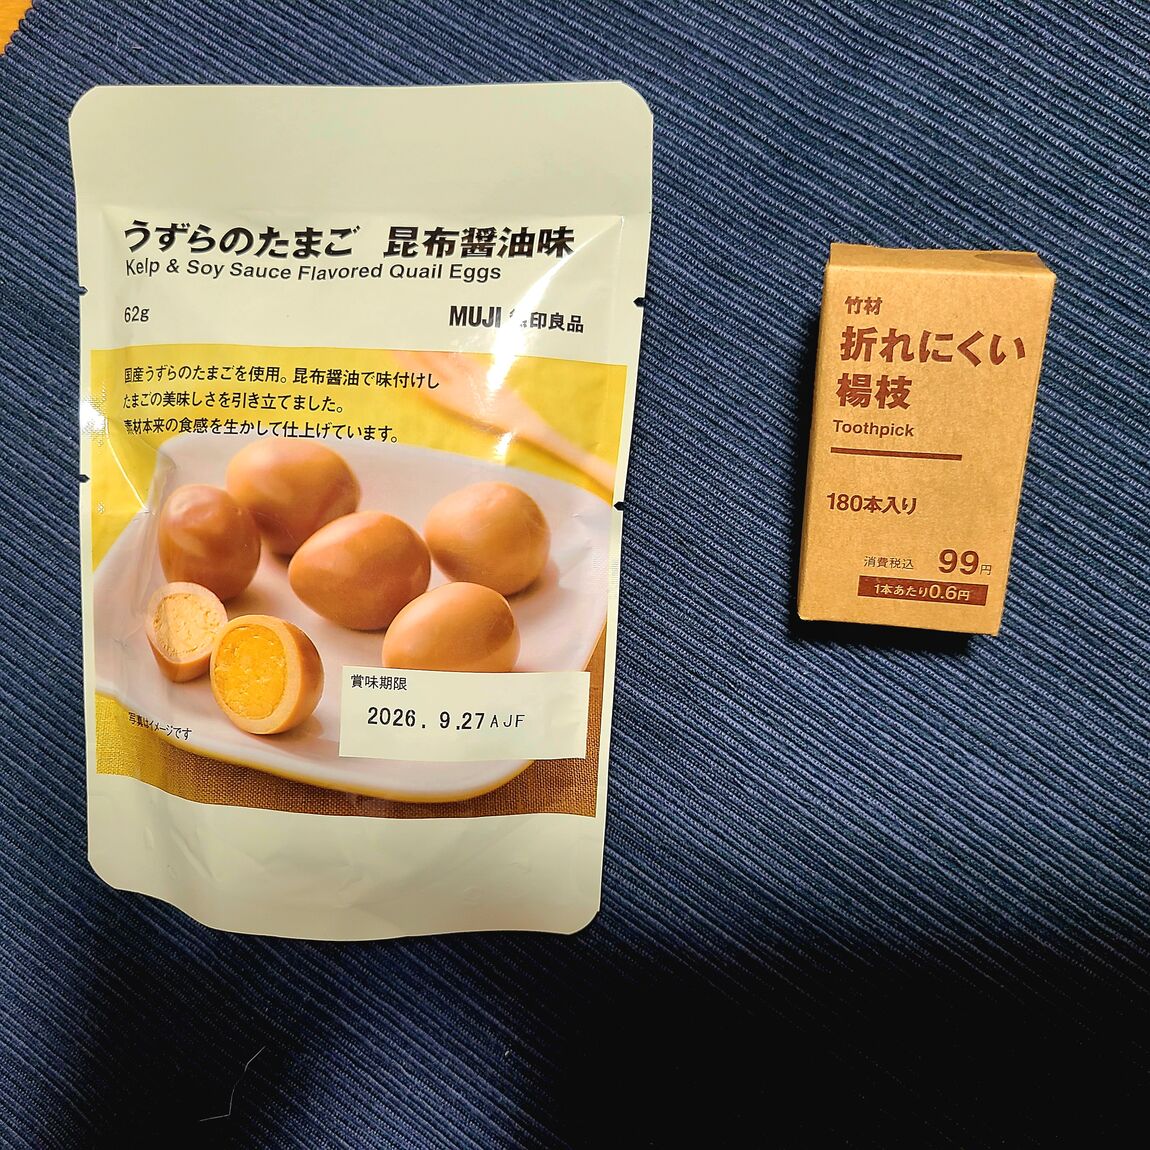 うずらのたまご 昆布醤油味
Kelp & Soy Sauce Flavored Quail Eggs
62g
MUJI 無印良品
国産うずらのたまごを使用。昆布醤油で味付けし
たまごの美味しさを引き立てました。
素材本来の食感を生かして仕上げています。
賞味期限
2026. 9.27AJF
写真はイメージです
竹材
折れにくい
楊枝
Toothpick
180本入り
消費税込 99円
1本あたり0.6円